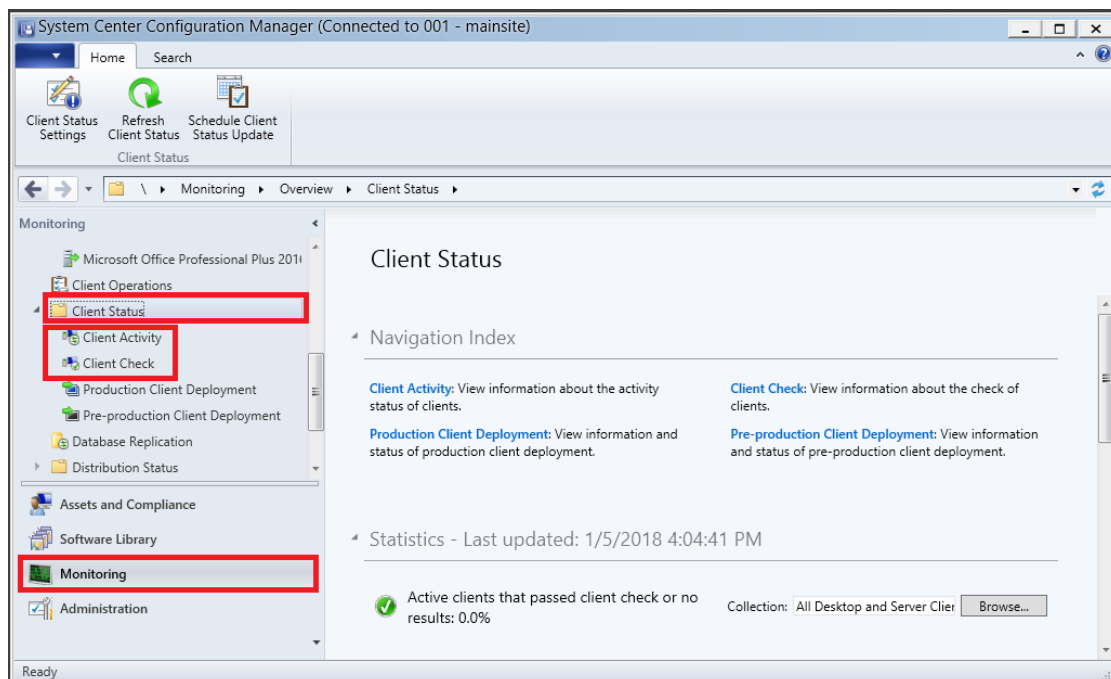 System Center Configuration Manager (Connected to 001 - mainsite)
Home Search
Client Status
Settings
Refresh
Client Status
Schedule Client
Status Update
Client Status
\ Monitoring Overview Client Status
Monitoring
Microsoft Office Professional Plus 201
Client Operations
Client Status
Client Activity
Client Check
Production Client Deployment
Pre-production Client Deployment
Database Replication
Distribution Status
Assets and Compliance
Software Library
Monitoring
Administration
Client Status
Navigation Index
Client Activity: View information about the activity
status of clients.
Client Check: View information about the check of
clients.
Production Client Deployment: View information and
status of production client deployment.
Pre-production Client Deployment: View information
and status of pre-production client deployment.
Statistics - Last updated: 1/5/2018 4:04:41 PM
Active clients that passed client check or no
results: 0.0%
Collection: All Desktop and Server Clier Browse...
Ready